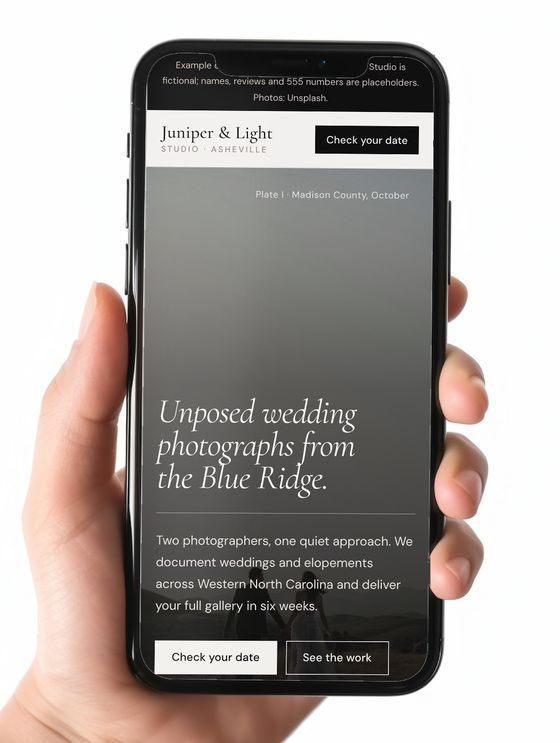 Example Studio is
fictional; names, reviews and 555 numbers are placeholders.
Photos: Unsplash.
Juniper & Light
STUDIO · ASHEVILLE
Check your date
Plate I · Madison County, October
Unposed wedding
photographs from
the Blue Ridge.
Two photographers, one quiet approach. We
document weddings and elopements
across Western North Carolina and deliver
your full gallery in six weeks.
Check your date
See the work